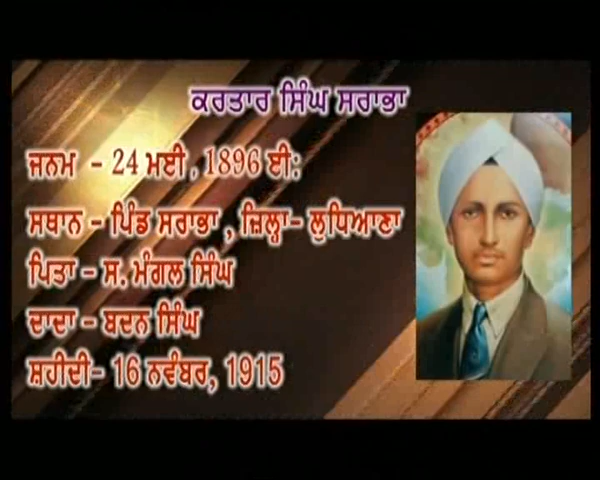 ਕਰਤਾਰ ਸਿੰਘ ਸਰਾਭਾ
ਜਨਮ - 24 ਮਈ , 1896 ਈ:
ਸਥਾਨ - ਪਿੰਡ ਸਰਾਭਾ , ਜ਼ਿਲ੍ਹਾ- ਲੁਧਿਆਣਾ
ਪਿਤਾ - ਸ. ਮੰਗਲ ਸਿੰਘ
ਦਾਦਾ - ਬਦਨ ਸਿੰਘ
ਸ਼ਹੀਦੀ- 16 ਨਵੰਬਰ, 1915